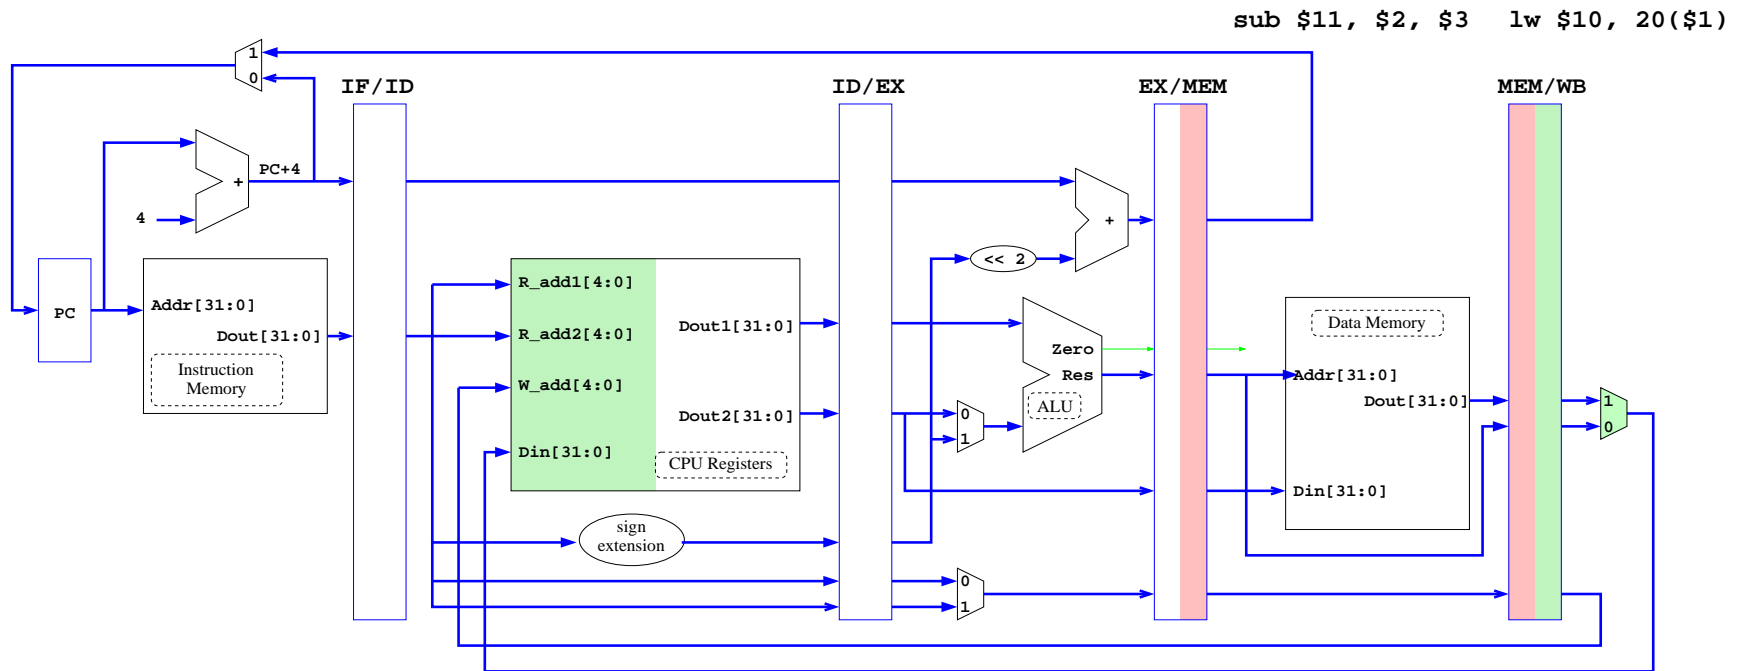 sub $11, $2, $3 lw $10, 20($1)
1
0
IF/ID
ID/EX
EX/MEM
MEM/WB
PC+4
+
4
+
<< 2
PC
Addr[31:0]
Dout[31:0]
Instruction
Memory
R_add1[4:0]
R_add2[4:0]
W_add[4:0]
Din[31:0]
Dout1[31:0]
Dout2[31:0]
CPU Registers
sign
extension
0
1
0
1
Zero
Res
ALU
Data Memory
Addr[31:0]
Dout[31:0]
Din[31:0]
1
0